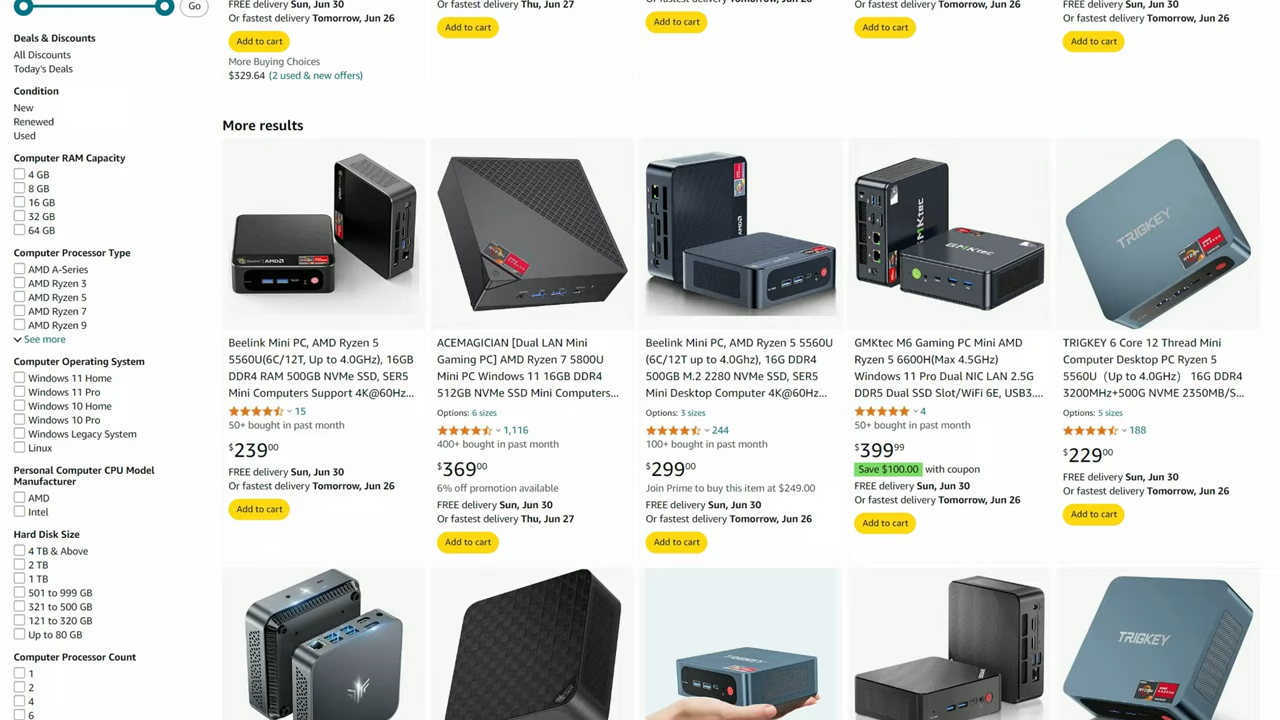 Go
Deals & Discounts
All Discounts
Today's Deals
Condition
New
Renewed
Used
Computer RAM Capacity
4 GB
8 GB
16 GB
32 GB
64 GB
Computer Processor Type
AMD A-Series
AMD Ryzen 3
AMD Ryzen 5
AMD Ryzen 7
AMD Ryzen 9
See more
Computer Operating System
Windows 11 Home
Windows 11 Pro
Windows 10 Home
Windows 10 Pro
Windows Legacy System
Linux
Personal Computer CPU Model
Manufacturer
AMD
Intel
Hard Disk Size
4 TB & Above
2 TB
1 TB
501 to 999 GB
321 to 500 GB
121 to 320 GB
Up to 80 GB
Computer Processor Count
1
2
4
6
FREE delivery Sun, Jun 30
Or fastest delivery Tomorrow, Jun 26
Add to cart
More Buying Choices
$329.64 (2 used & new offers)
Or fastest delivery Thu, Jun 27
Add to cart
Or fastest delivery Tomorrow, Jun 26
Add to cart
Or fastest delivery Tomorrow, Jun 26
Add to cart
FREE delivery Sun, Jun 30
Or fastest delivery Tomorrow, Jun 26
Add to cart
More results
AMD
Beelink Mini PC, AMD Ryzen 5
5560U(6C/12T, Up to 4.0GHz), 16GB
DDR4 RAM 500GB NVMe SSD, SER5
Mini Computers Support 4K@60Hz...
15
50+ bought in past month
$239.00
FREE delivery Sun, Jun 30
Or fastest delivery Tomorrow, Jun 26
Add to cart
ACEMAGICIAN [Dual LAN Mini
Gaming PC] AMD Ryzen 7 5800U
Mini PC Windows 11 16GB DDR4
512GB NVMe SSD Mini Computers...
Options: 6 sizes
1,116
400+ bought in past month
$369.00
6% off promotion available
FREE delivery Sun, Jun 30
Or fastest delivery Thu, Jun 27
Add to cart
AMD
Beelink Mini PC, AMD Ryzen 5 5560U
(6C/12T up to 4.0GHz), 16G DDR4
500GB M.2 2280 NVMe SSD, SER5
Mini Desktop Computer 4K@60Hz...
Options: 3 sizes
244
100+ bought in past month
$299.00
Join Prime to buy this item at $249.00
FREE delivery Sun, Jun 30
Or fastest delivery Tomorrow, Jun 26
Add to cart
GMKtec
GMKtec
GMKtec M6 Gaming PC Mini AMD
Ryzen 5 6600H(Max 4.5GHz)
Windows 11 Pro Dual NIC LAN 2.5G
DDR5 Dual SSD Slot/WiFi 6E, USB3....
4
50+ bought in past month
$399.99
Save $100.00 with coupon
FREE delivery Sun, Jun 30
Or fastest delivery Tomorrow, Jun 26
Add to cart
TRIGKEY
TRIGKEY 6 Core 12 Thread Mini
Computer Desktop PC Ryzen 5
5560U（Up to 4.0GHz） 16G DDR4
3200MHz+500G NVME 2350MB/S...
Options: 5 sizes
188
$229.00
FREE delivery Sun, Jun 30
Or fastest delivery Tomorrow, Jun 26
Add to cart
TRIGKEY
TRIGKEY